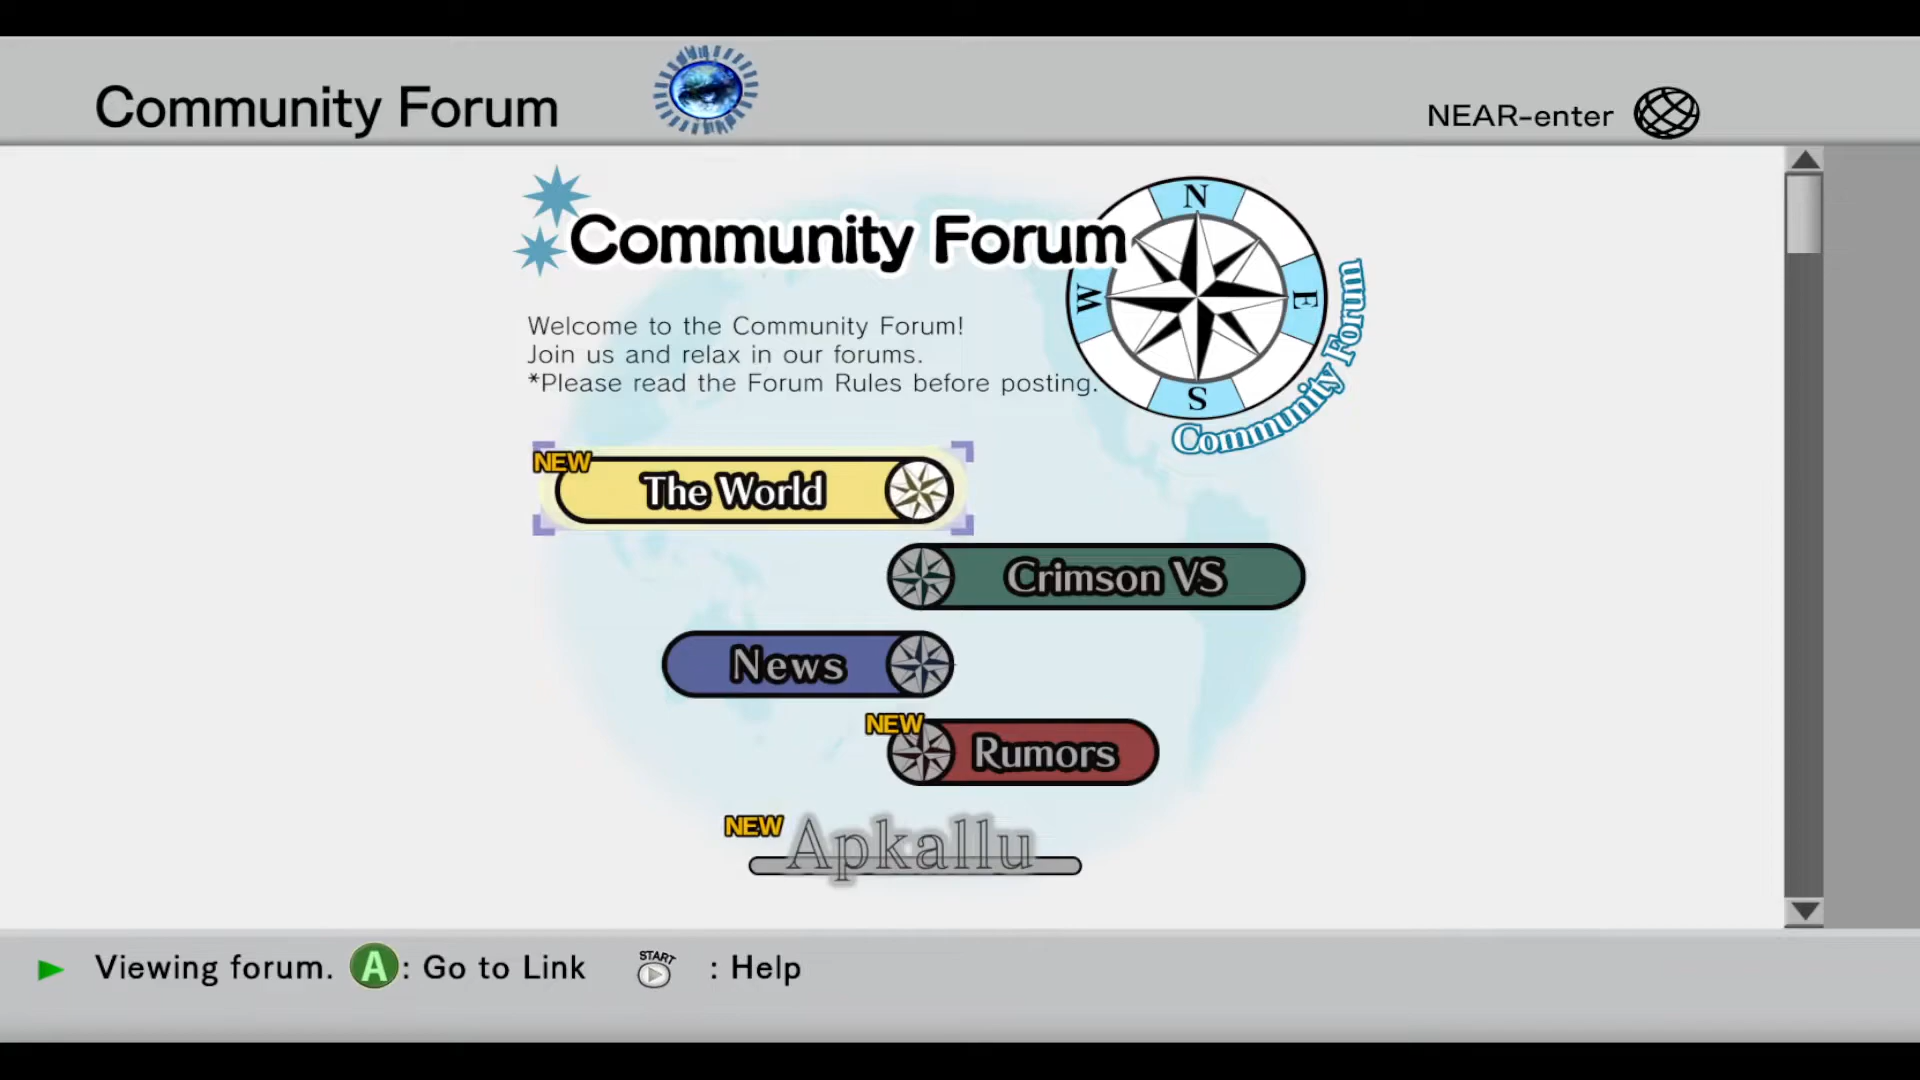 Community Forum
NEAR-enter
Community Forum
N
W
E
S
Community Forum
Welcome to the Community Forum!
Join us and relax in our forums.
*Please read the Forum Rules before posting.
NEW
The World
Crimson VS
News
NEW
Rumors
NEW
Apkallu
Viewing forum. A: Go to Link START : Help